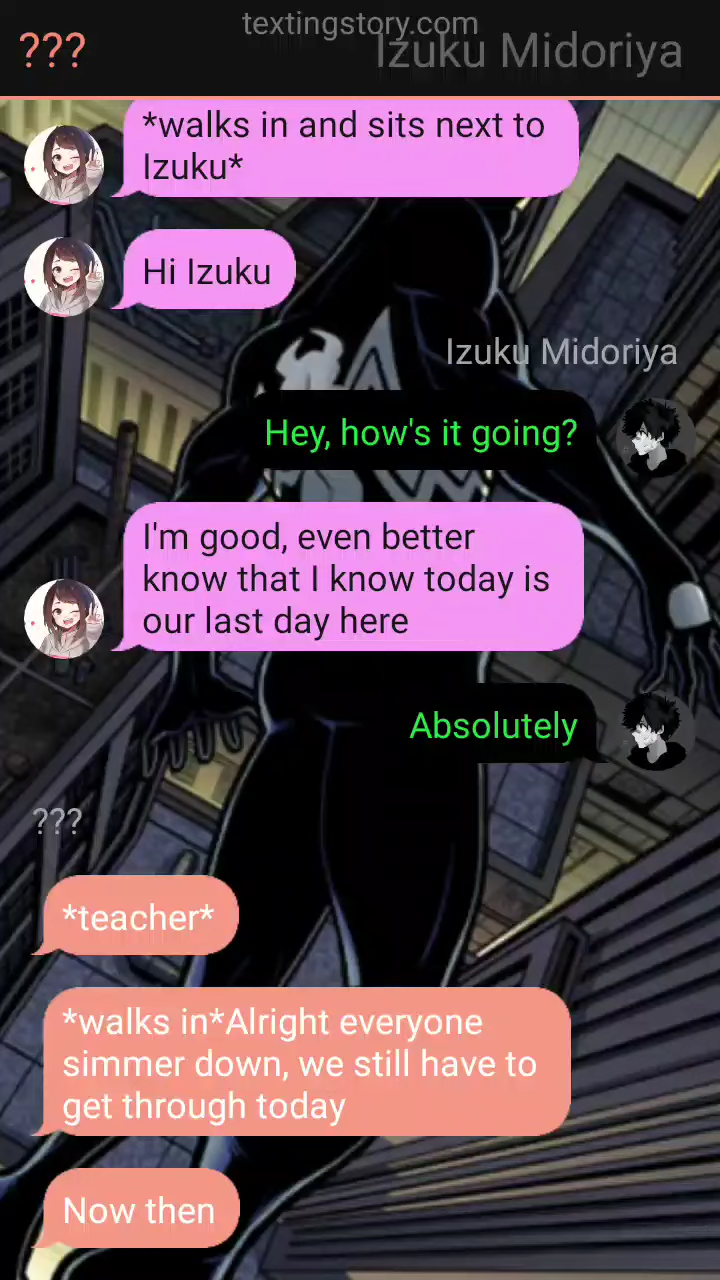 textingstory.com
???
Izuku Midoriya
*walks in and sits next to
Izuku*
Hi Izuku
Izuku Midoriya
Hey, how's it going?
I'm good, even better
know that I know today is
our last day here
Absolutely
???
*teacher*
*walks in*Alright everyone
simmer down, we still have to
get through today
Now then